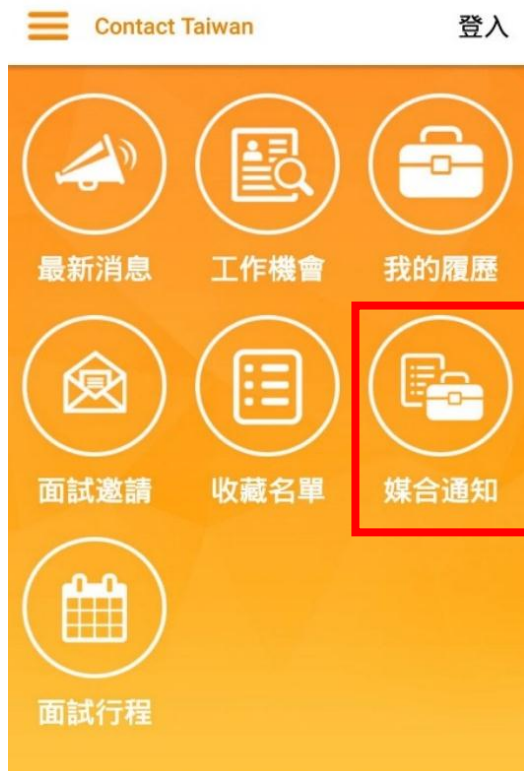 Contact Taiwan 登入
最新消息 工作機會 我的履歷
面試邀請 收藏名單 媒合通知
面試行程